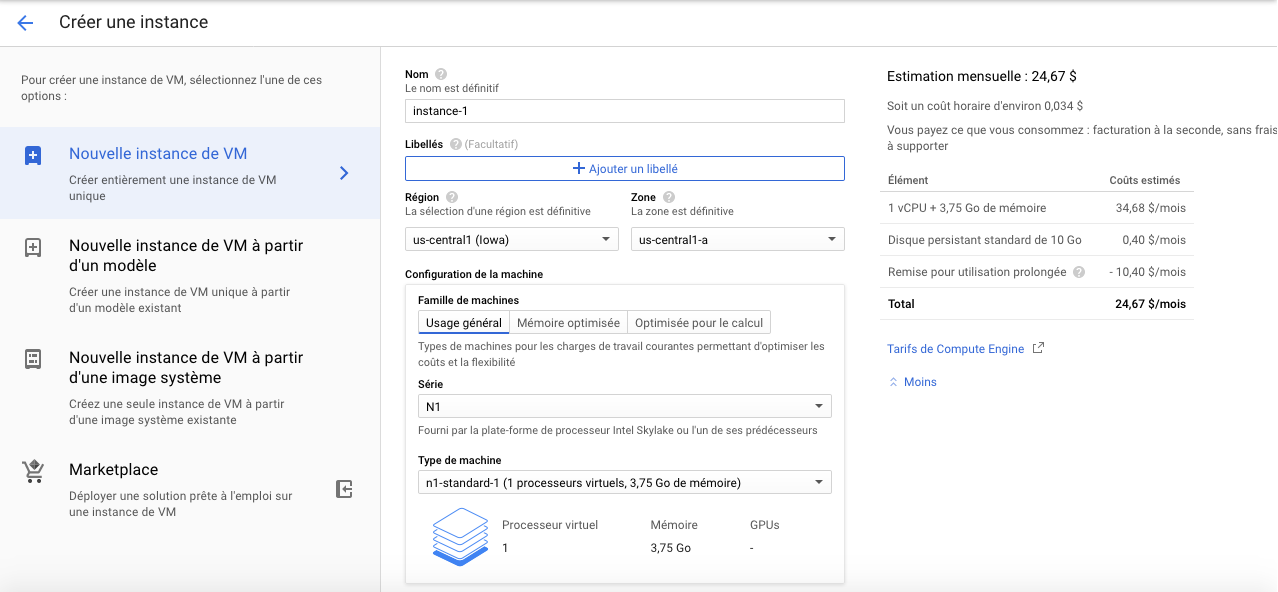 Créer une instance
Pour créer une instance de VM, sélectionnez l'une de ces
options :
Nouvelle instance de VM
Créer entièrement une instance de VM
unique
Nouvelle instance de VM à partir
d'un modèle
Créer une instance de VM unique à partir
d'un modèle existant
Nouvelle instance de VM à partir
d'une image système
Créez une seule instance de VM à partir
d'une image système existante
Marketplace
Déployer une solution prête à l'emploi sur
une instance de VM
Nom ?
Le nom est définitif
instance-1
Libellés ? (Facultatif)
+ Ajouter un libellé
Région ?
La sélection d'une région est définitive
us-central1 (Iowa)
Zone ?
La zone est définitive
us-central1-a
Configuration de la machine
Famille de machines
Usage général Mémoire optimisée Optimisée pour le calcul
Types de machines pour les charges de travail courantes permettant d'optimiser les
coûts et la flexibilité
Série
N1
Fourni par la plate-forme de processeur Intel Skylake ou l'un de ses prédécesseurs
Type de machine
n1-standard-1 (1 processeurs virtuels, 3,75 Go de mémoire)
Processeur virtuel Mémoire GPUs
1 3,75 Go -
Estimation mensuelle : 24,67 $
Soit un coût horaire d'environ 0,034 $
Vous payez ce que vous consommez : facturation à la seconde, sans frais
à supporter
Élément Coûts estimés
1 vCPU + 3,75 Go de mémoire 34,68 $/mois
Disque persistant standard de 10 Go 0,40 $/mois
Remise pour utilisation prolongée ? - 10,40 $/mois
Total 24,67 $/mois
Tarifs de Compute Engine
Moins